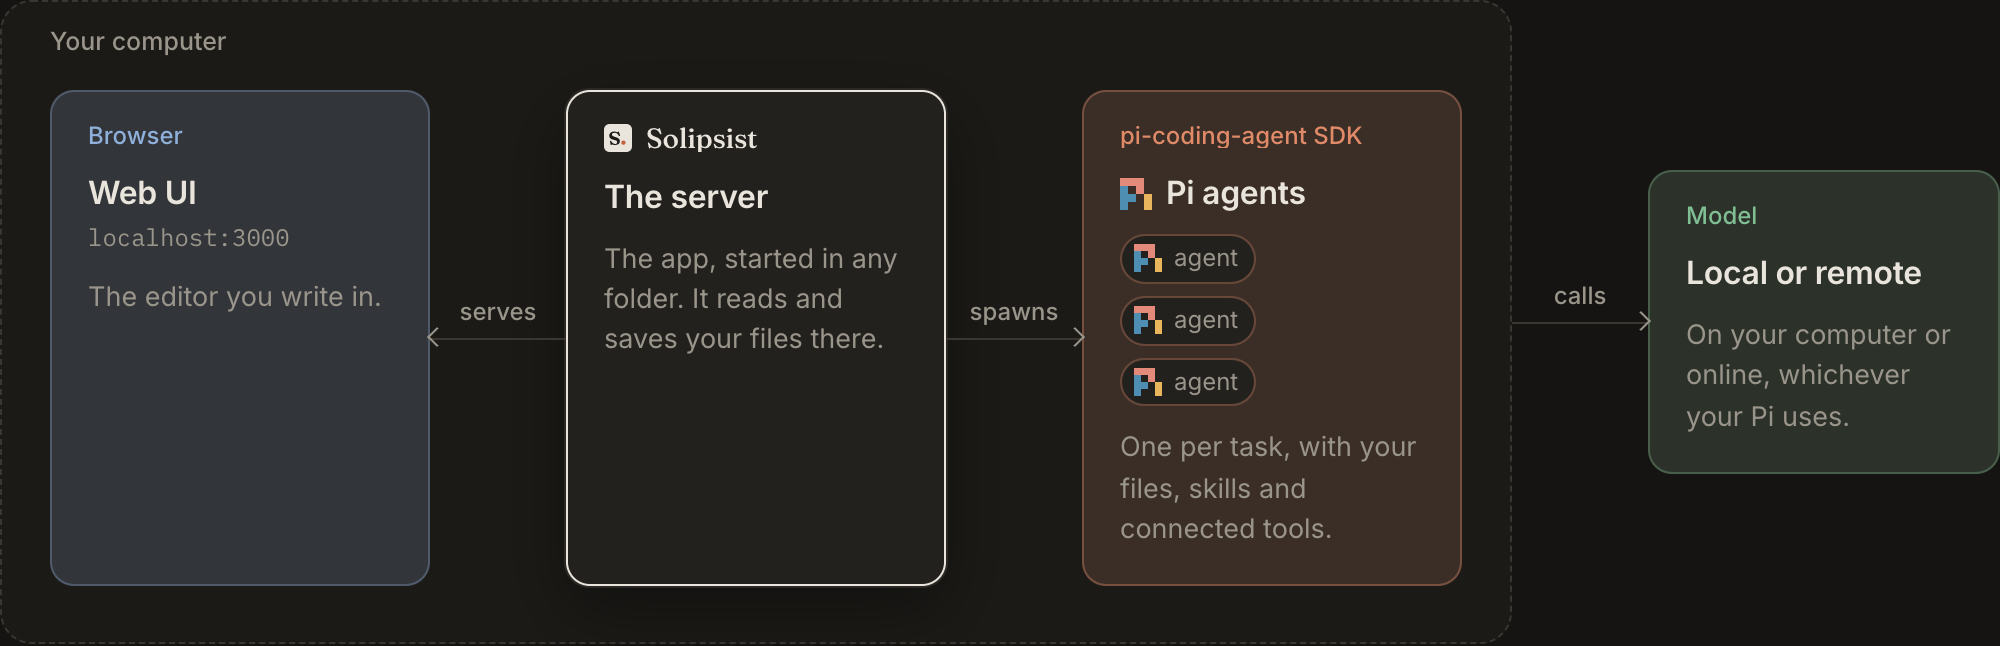 Your computer
Browser
Web UI
localhost:3000
The editor you write in.
serves
S. Solipsist
The server
The app, started in any
folder. It reads and
saves your files there.
spawns
pi-coding-agent SDK
Pi agents
agent
agent
agent
One per task, with your
files, skills and
connected tools.
calls
Model
Local or remote
On your computer or
online, whichever
your Pi uses.